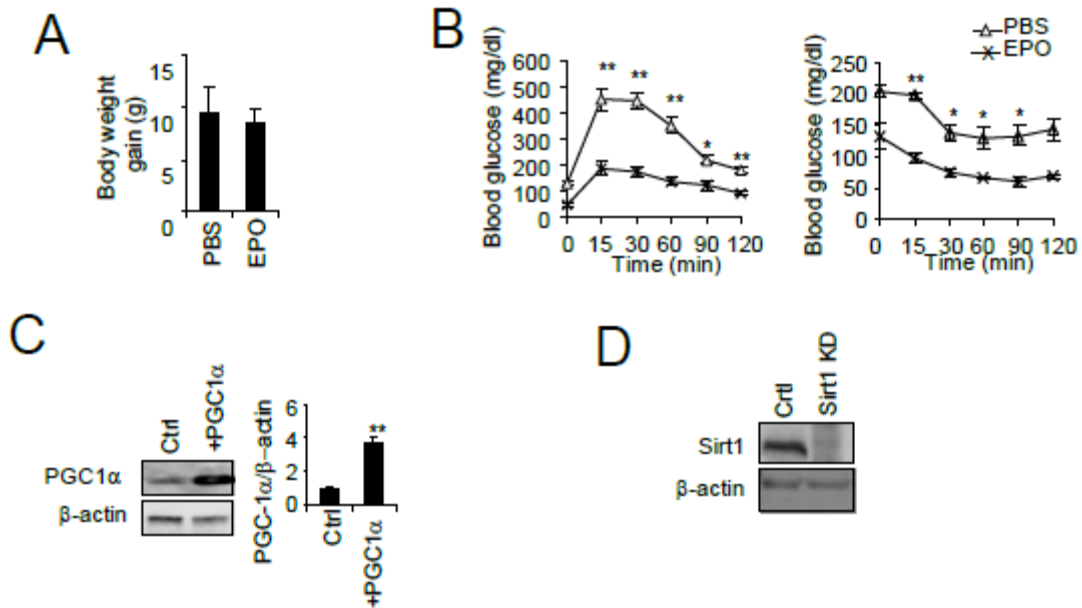 A
Body weight
gain (g)
15
10
5
0
PBS
EPO
B
Blood glucose (mg/dl)
600
500
400
300
200
100
0
**
**
**
*
**
0 15 30 60 90 120
Time (min)
PBS
EPO
Blood glucose (mg/dl)
250
200
150
100
50
0
**
*
*
*
0 15 30 60 90 120
Time (min)
C
Ctrl
+PGC1α
PGC1α
β-actin
PGC-1α/β-actin
6
4
2
0
**
Ctrl
+PGC1α
D
Crtl
Sirt1 KD
Sirt1
β-actin